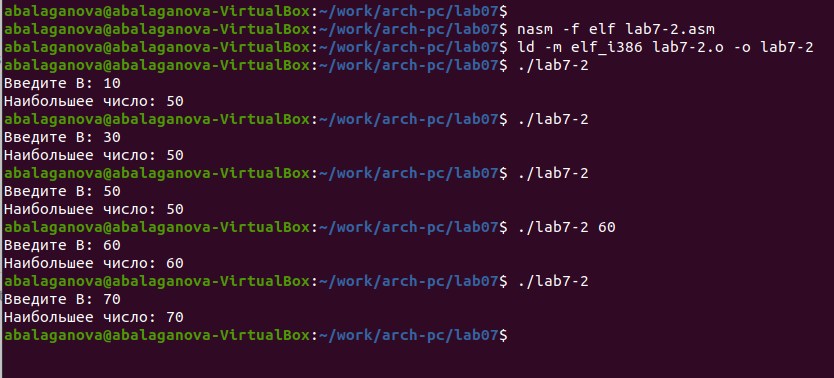 abalaganova@abalaganova-VirtualBox:~/work/arch-pc/lab07$
abalaganova@abalaganova-VirtualBox:~/work/arch-pc/lab07$ nasm -f elf lab7-2.asm
abalaganova@abalaganova-VirtualBox:~/work/arch-pc/lab07$ ld -m elf_i386 lab7-2.o -o lab7-2
abalaganova@abalaganova-VirtualBox:~/work/arch-pc/lab07$ ./lab7-2
Введите B: 10
Наибольшее число: 50
abalaganova@abalaganova-VirtualBox:~/work/arch-pc/lab07$ ./lab7-2
Введите B: 30
Наибольшее число: 50
abalaganova@abalaganova-VirtualBox:~/work/arch-pc/lab07$ ./lab7-2
Введите B: 50
Наибольшее число: 50
abalaganova@abalaganova-VirtualBox:~/work/arch-pc/lab07$ ./lab7-2 60
Введите B: 60
Наибольшее число: 60
abalaganova@abalaganova-VirtualBox:~/work/arch-pc/lab07$ ./lab7-2
Введите B: 70
Наибольшее число: 70
abalaganova@abalaganova-VirtualBox:~/work/arch-pc/lab07$